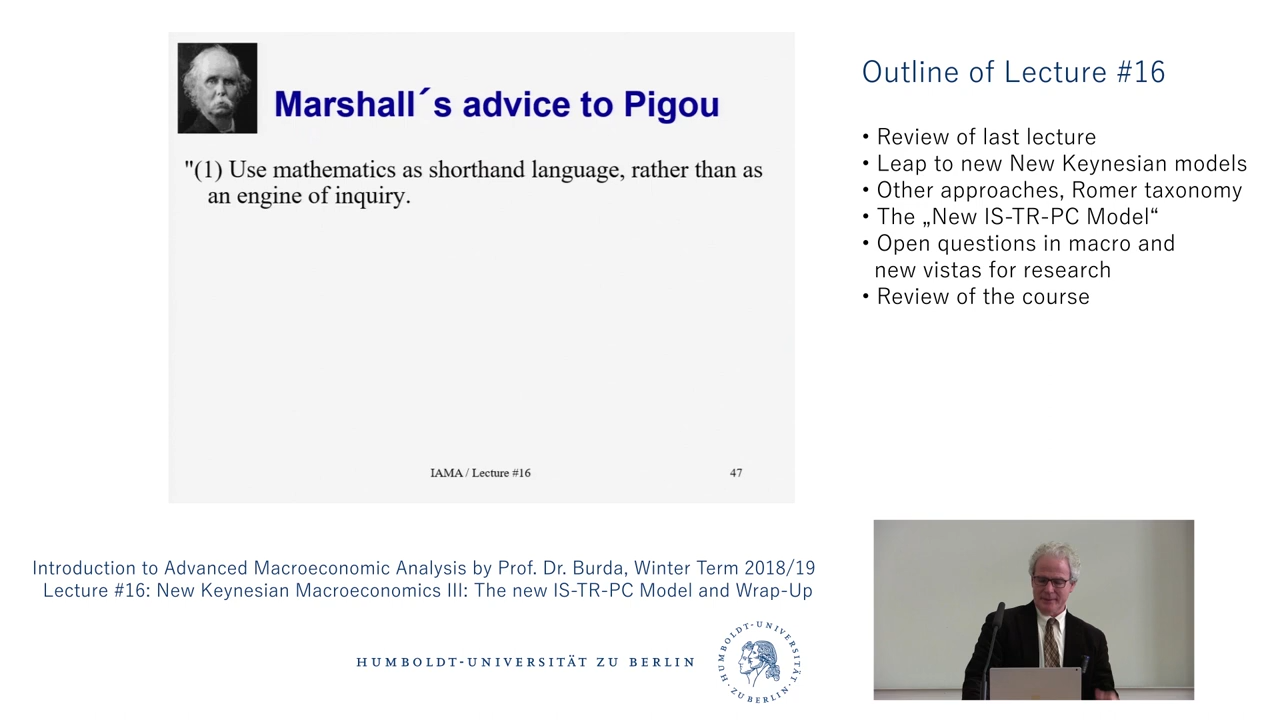 Marshall´s advice to Pigou
"(1) Use mathematics as shorthand language, rather than as
an engine of inquiry.
IAMA / Lecture #16
47
Outline of Lecture #16
• Review of last lecture
• Leap to new New Keynesian models
• Other approaches, Romer taxonomy
• The „New IS-TR-PC Model“
• Open questions in macro and
new vistas for research
• Review of the course
Introduction to Advanced Macroeconomic Analysis by Prof. Dr. Burda, Winter Term 2018/19
Lecture #16: New Keynesian Macroeconomics III: The new IS-TR-PC Model and Wrap-Up
HUMBOLDT-UNIVERSITÄT ZU BERLIN
HUMBOLDT-UNIVERSITÄT · ZU BERLIN ·